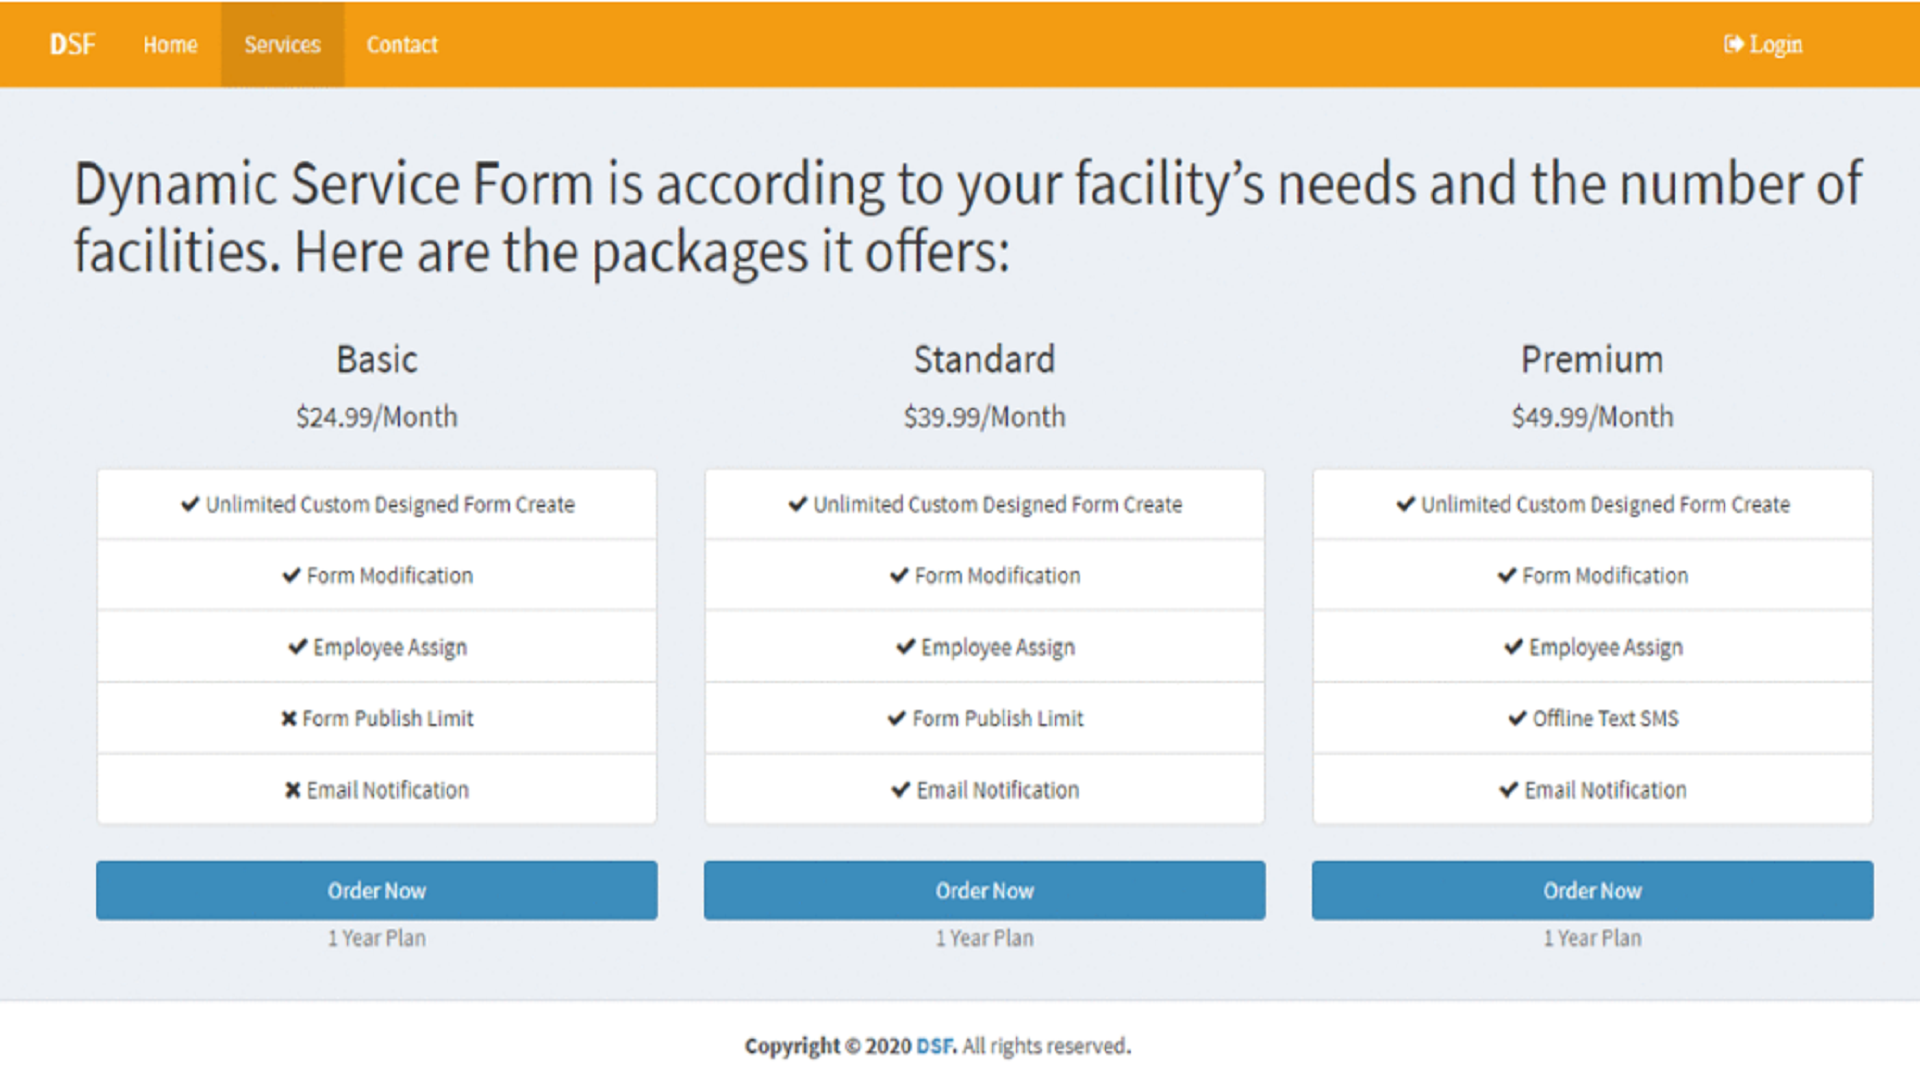 DSF Home Services Contact Login
Dynamic Service Form is according to your facility’s needs and the number of
facilities. Here are the packages it offers:
Basic
$24.99/Month
✔ Unlimited Custom Designed Form Create
✔ Form Modification
✔ Employee Assign
✖ Form Publish Limit
✖ Email Notification
Order Now
1 Year Plan
Standard
$39.99/Month
✔ Unlimited Custom Designed Form Create
✔ Form Modification
✔ Employee Assign
✔ Form Publish Limit
✔ Email Notification
Order Now
1 Year Plan
Premium
$49.99/Month
✔ Unlimited Custom Designed Form Create
✔ Form Modification
✔ Employee Assign
✔ Offline Text SMS
✔ Email Notification
Order Now
1 Year Plan
Copyright © 2020 DSF. All rights reserved.